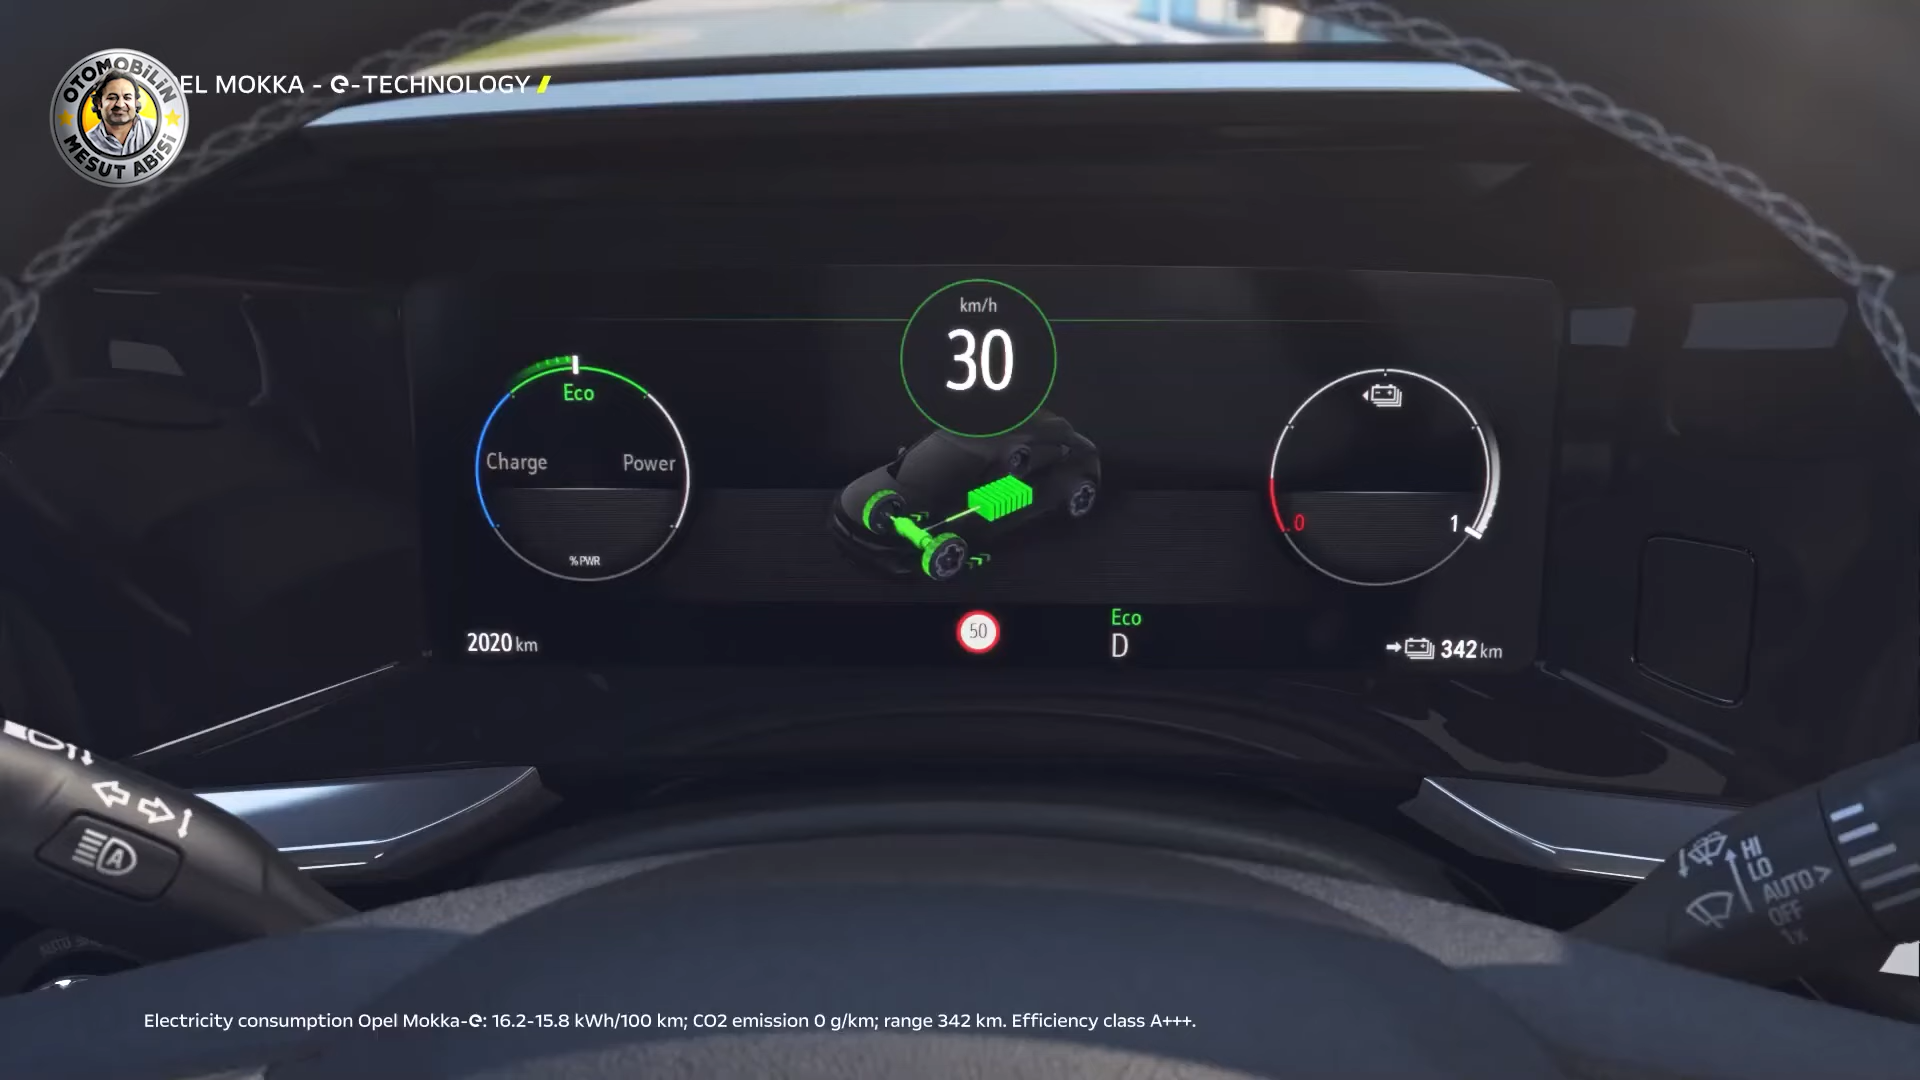 OTOMOBİLİN
MESUT ABİSİ
EL MOKKA - e-TECHNOLOGY
km/h
30
Eco
Charge
Power
% PWR
0
1
50
Eco
D
2020 km
342 km
A
HI
LO
AUTO
OFF
1x
Electricity consumption Opel Mokka-e: 16.2-15.8 kWh/100 km; CO2 emission 0 g/km; range 342 km. Efficiency class A+++.